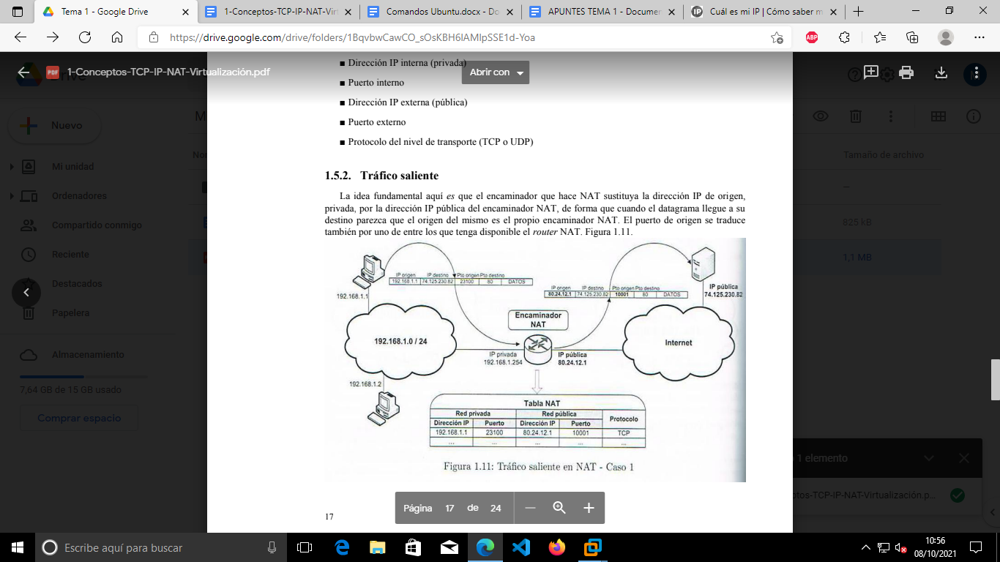 Tema 1 - Google Drive
1-Conceptos-TCP-IP-NAT-Vir
Comandos Ubuntu.docx - Do
APUNTES TEMA 1 - Documen
Cuál es mi IP | Cómo saber m
https://drive.google.com/drive/folders/1BqvbwCawCO_sOsKBH6IAMIpSSE1d-Yoa
ABP
PDF
1-Conceptos-TCP-IP-NAT-Virtualización.pdf
Abrir con
Nuevo
Mi unidad
Ordenadores
Compartido conmigo
Reciente
Destacados
Papelera
Almacenamiento
7,64 GB de 15 GB usado
Comprar espacio
Tamaño de archivo
825 kB
1,1 MB
■ Dirección IP interna (privada)
■ Puerto interno
■ Dirección IP externa (pública)
■ Puerto externo
■ Protocolo del nivel de transporte (TCP o UDP)
1.5.2. Tráfico saliente
La idea fundamental aquí es que el encaminador que hace NAT sustituya la dirección IP de origen,
privada, por la dirección IP pública del encaminador NAT, de forma que cuando el datagrama llegue a su
destino parezca que el origen del mismo es el propio encaminador NAT. El puerto de origen se traduce
también por uno de entre los que tenga disponible el router NAT. Figura 1.11.
IP origen IP destino Pto origen Pto destino
192.168.1.1 74.125.230.82 23100 80 DATOS
192.168.1.1
IP origen IP destino Pto origen Pto destino
80.24.12.1 74.125.230.82 10001 80 DATOS
IP pública
74.125.230.82
Encaminador
NAT
192.168.1.0 / 24
Internet
IP privada
192.168.1.254
IP pública
80.24.12.1
192.168.1.2
Tabla NAT
Red privada Red pública Protocolo
Dirección IP Puerto Dirección IP Puerto
192.168.1.1 23100 80.24.12.1 10001 TCP
... ... ... ... ...
Figura 1.11: Tráfico saliente en NAT - Caso 1
17
Página 17 de 24
1 elemento
ptos-TCP-IP-NAT-Virtualización.p...
Escribe aquí para buscar
10:56
08/10/2021